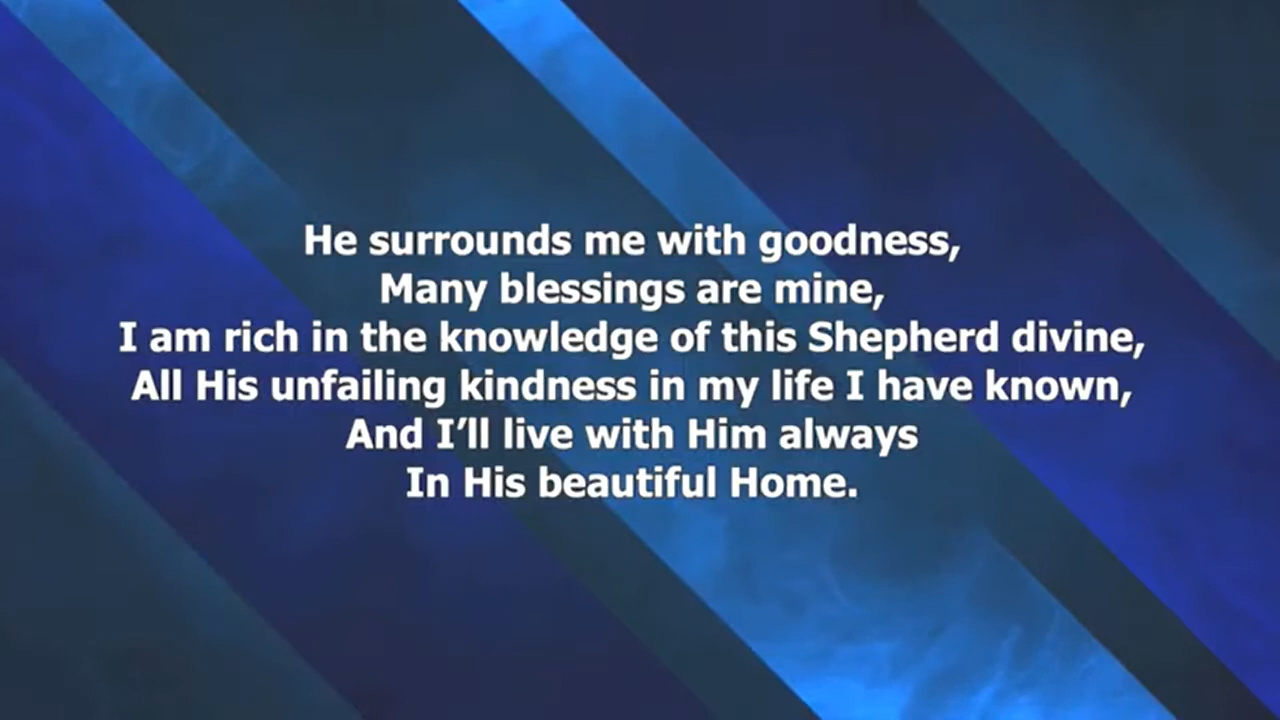 He surrounds me with goodness,
Many blessings are mine,
I am rich in the knowledge of this Shepherd divine,
All His unfailing kindness in my life I have known,
And I’ll live with Him always
In His beautiful Home.